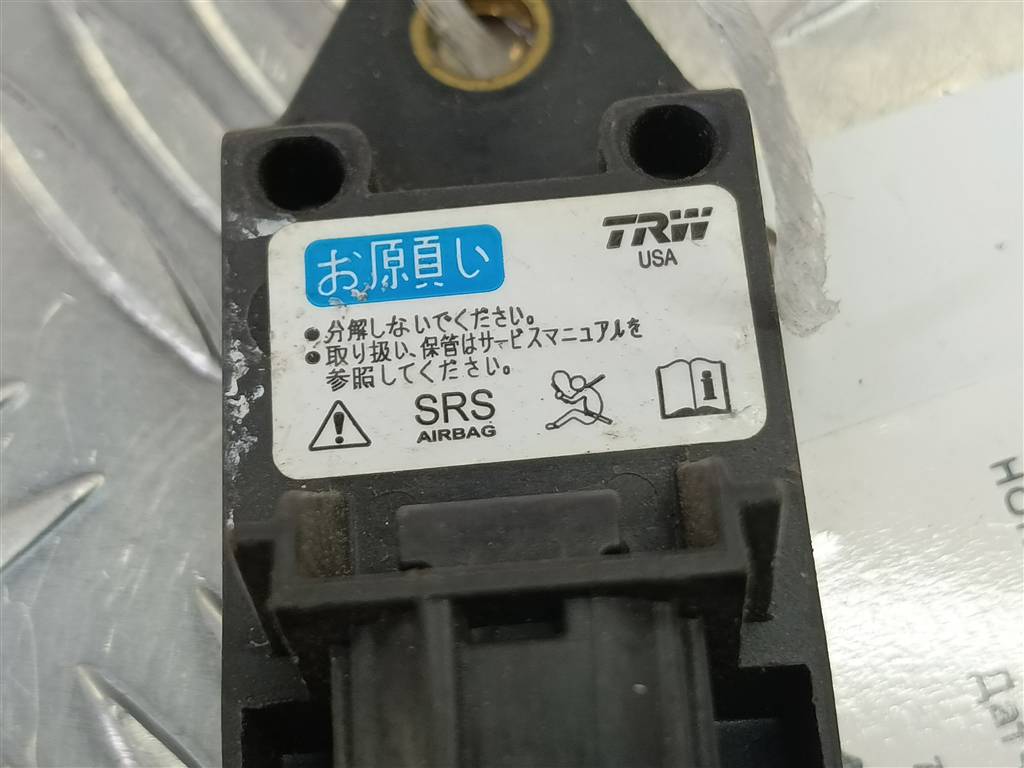 お願い
TRW
USA
●分解しないでください。
●取り扱い、保管はサービスマニュアルを
参照してください。
SRS
AIRBAG